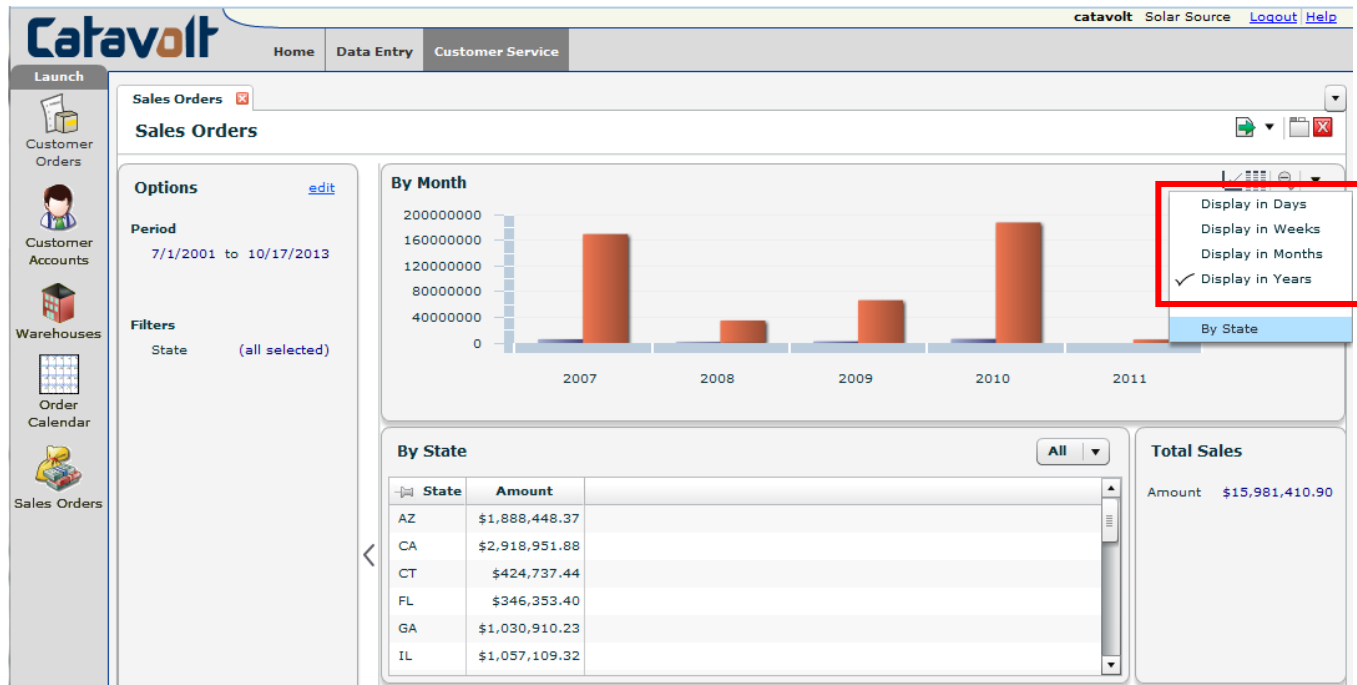 catavolt Solar Source Logout Help
Catavolt
Home Data Entry Customer Service
Launch
Customer Orders
Customer Accounts
Warehouses
Order Calendar
Sales Orders
Sales Orders
Sales Orders
Options edit
Period
7/1/2001 to 10/17/2013
Filters
State (all selected)
By Month
200000000
160000000
120000000
80000000
40000000
0
2007 2008 2009 2010 2011
Display in Days
Display in Weeks
Display in Months
Display in Years
By State
By State All
State Amount
AZ $1,888,448.37
CA $2,918,951.88
CT $424,737.44
FL $346,353.40
GA $1,030,910.23
IL $1,057,109.32
Total Sales
Amount $15,981,410.90